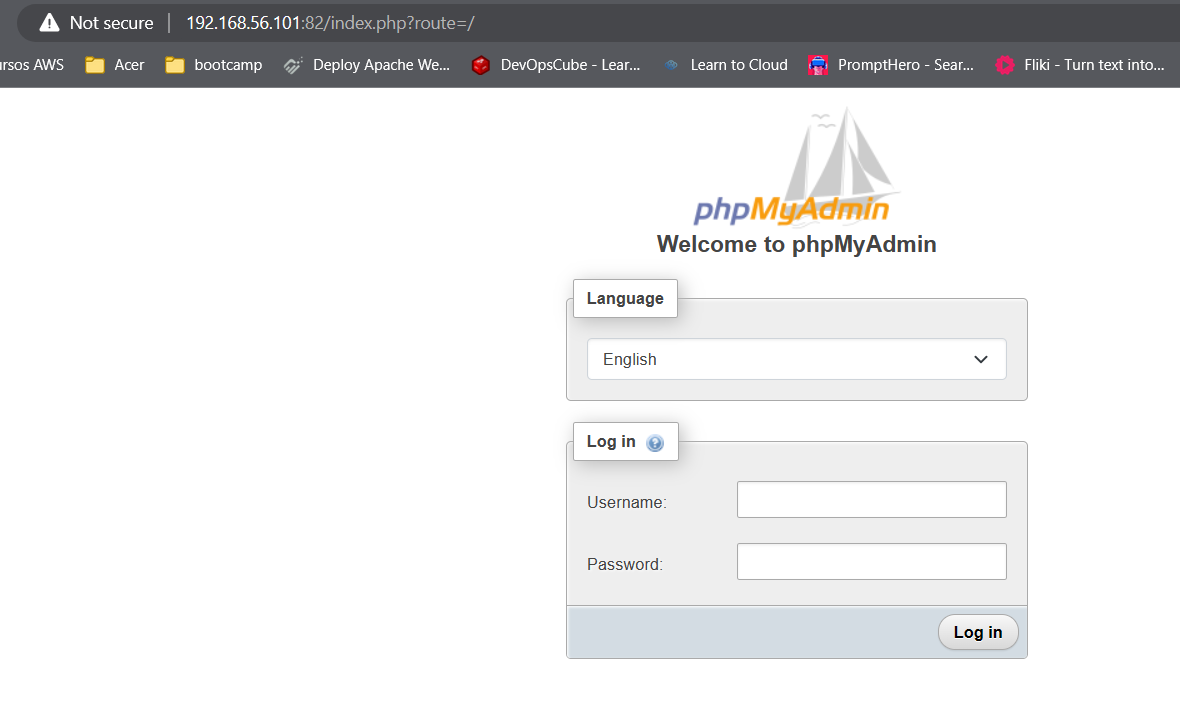 Not secure 192.168.56.101:82/index.php?route=/
ursos AWS Acer bootcamp Deploy Apache We... DevOpsCube - Lear... Learn to Cloud PromptHero - Sear... Fliki - Turn text into...
phpMyAdmin
Welcome to phpMyAdmin
Language
English
Log in
Username:
Password:
Log in